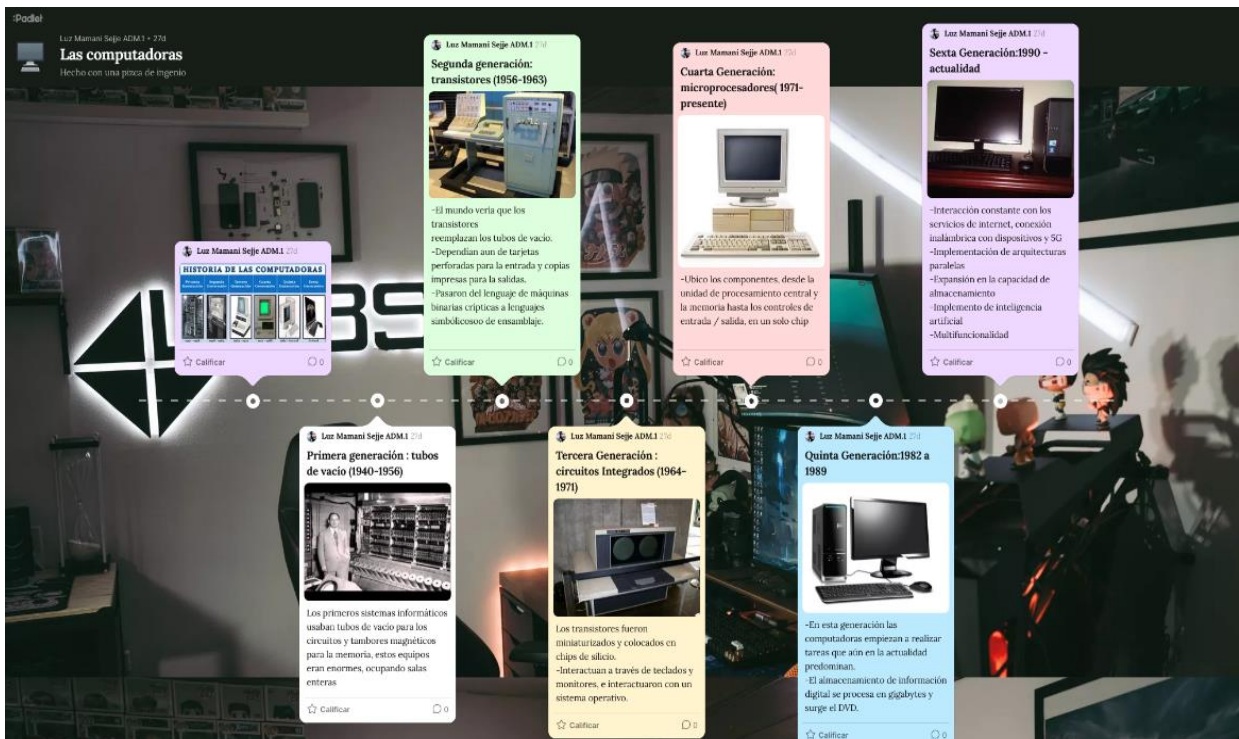 :Padlet
Luz Mamani Sejje ADM.1 • 27d
Las computadoras
Hecho con una pizca de ingenio
Luz Mamani Sejje ADM.1 27d
HISTORIA DE LAS COMPUTADORAS
Calificar
0
Luz Mamani Sejje ADM.1 27d
Primera generación : tubos
de vacío (1940-1956)
Los primeros sistemas informáticos
usaban tubos de vacío para los
circuitos y tambores magnéticos
para la memoria, estos equipos
eran enormes, ocupando salas
enteras
Calificar
0
Luz Mamani Sejje ADM.1 27d
Segunda generación:
transistores (1956-1963)
-El mundo vería que los
transistores
reemplazan los tubos de vacío.
-Dependían aun de tarjetas
perforadas para la entrada y copias
impresas para la salidas.
-Pasaron del lenguaje de máquinas
binarias crípticas a lenguajes
simbólicosoo de ensamblaje.
Calificar
0
Luz Mamani Sejje ADM.1 27d
Tercera Generación :
circuitos Integrados (1964-
1971)
Los transistores fueron
miniaturizados y colocados en
chips de silicio.
-Interactuan a través de teclados y
monitores, e interactuaron con un
sistema operativo.
Calificar
0
Luz Mamani Sejje ADM.1 27d
Cuarta Generación:
microprocesadores( 1971-
presente)
-Ubico los componentes, desde la
unidad de procesamiento central y
la memoria hasta los controles de
entrada / salida, en un solo chip
Calificar
0
Luz Mamani Sejje ADM.1 27d
Quinta Generación:1982 a
1989
-En esta generación las
computadoras empiezan a realizar
tareas que aún en la actualidad
predominan.
-El almacenamiento de información
digital se procesa en gigabytes y
surge el DVD.
Calificar
0
Luz Mamani Sejje ADM.1 27d
Sexta Generación:1990 -
actualidad
-Interacción constante con los
servicios de internet, conexión
inalámbrica con dispositivos y 5G
-Implementación de arquitecturas
paralelas
-Expansión en la capacidad de
almacenamiento
-Implemento de inteligencia
artificial
-Multifuncionalidad
Calificar
0